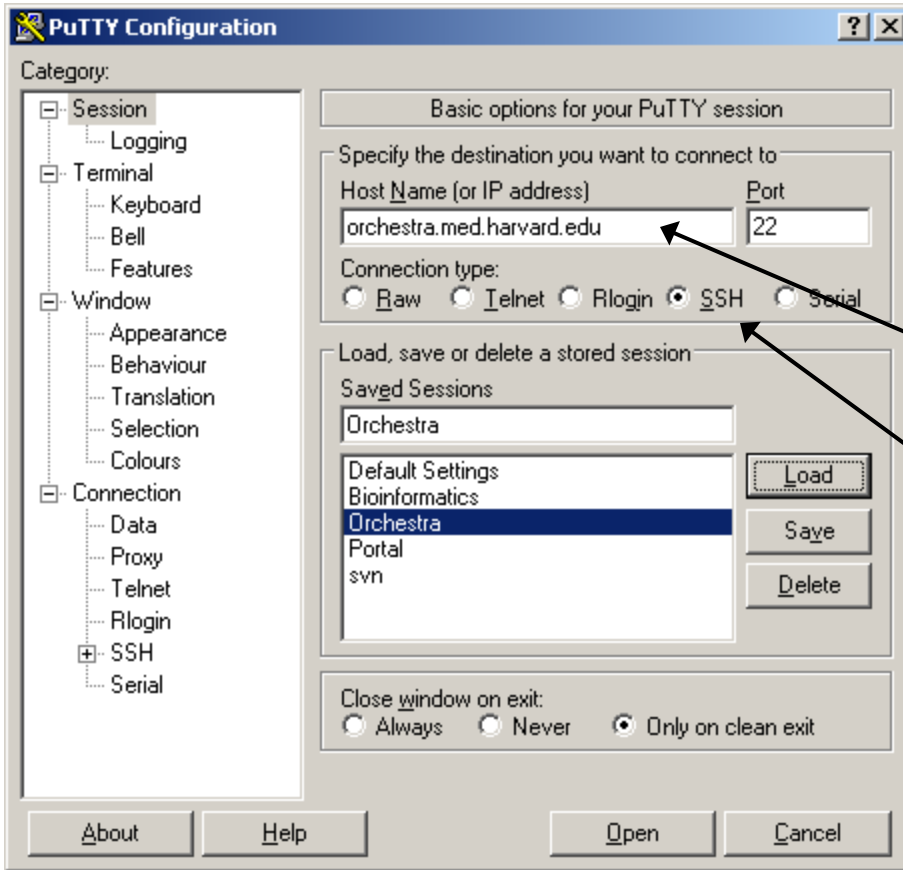 PuTTY Configuration
Category:
Session
Logging
Terminal
Keyboard
Bell
Features
Window
Appearance
Behaviour
Translation
Selection
Colours
Connection
Data
Proxy
Telnet
Rlogin
SSH
Serial
Basic options for your PuTTY session
Specify the destination you want to connect to
Host Name (or IP address) Port
orchestra.med.harvard.edu 22
Connection type:
Raw Telnet Rlogin SSH Serial
Load, save or delete a stored session
Saved Sessions
Orchestra
Default Settings
Bioinformatics
Orchestra
Portal
svn
Load
Save
Delete
Close window on exit:
Always Never Only on clean exit
About Help Open Cancel